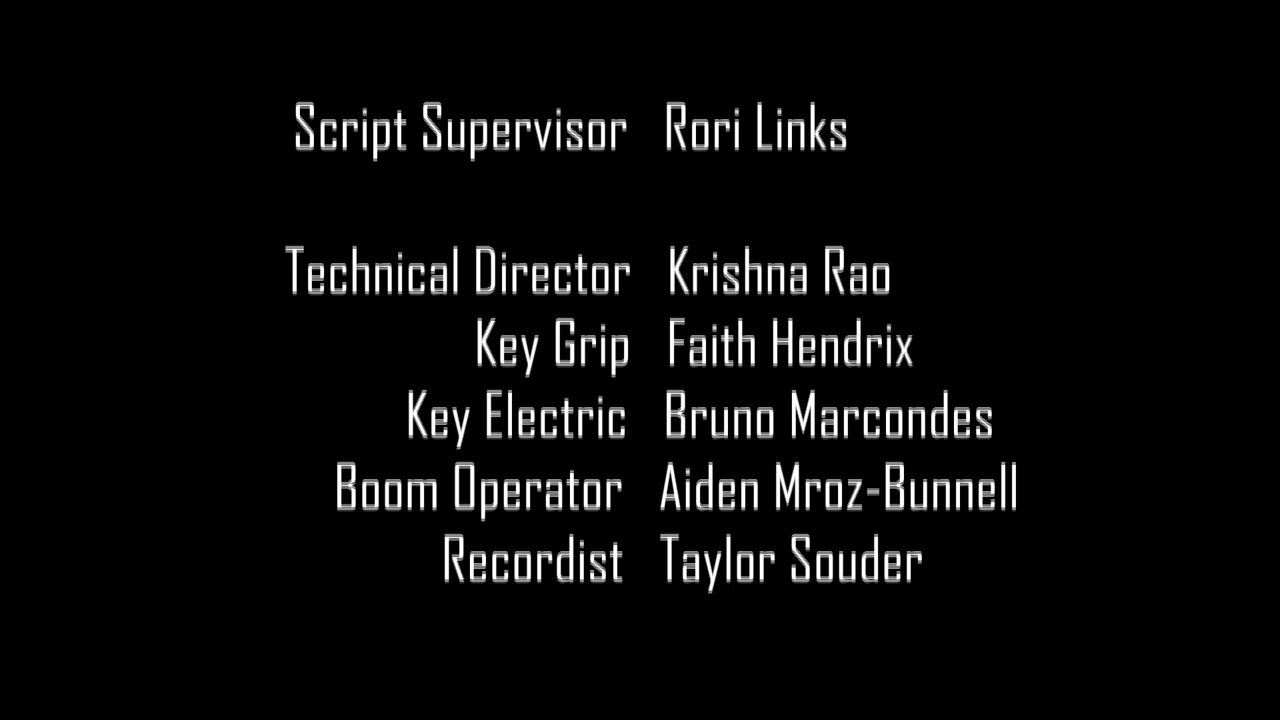 Script Supervisor Rori Links
Technical Director Krishna Rao
Key Grip Faith Hendrix
Key Electric Bruno Marcondes
Boom Operator Aiden Mroz-Bunnell
Recordist Taylor Souder